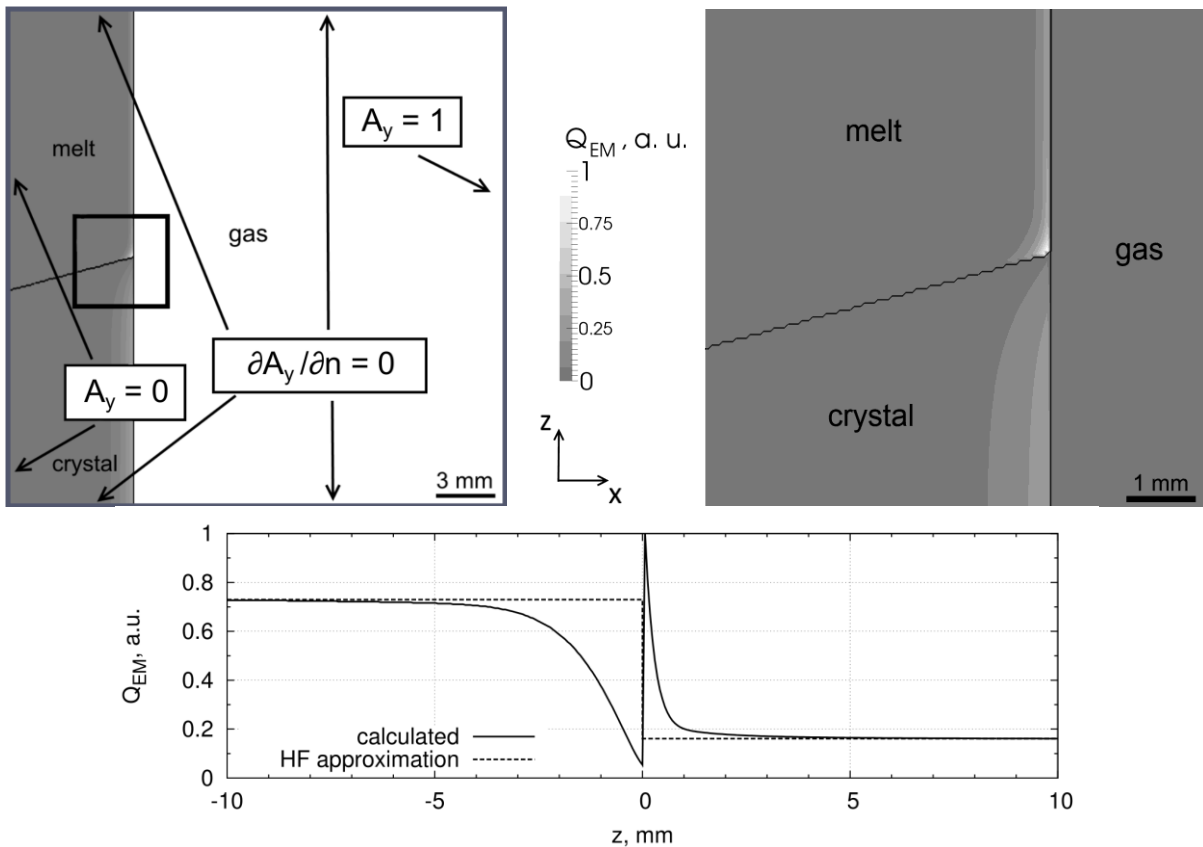 melt
A_y = 1
gas
A_y = 0
∂A_y /∂n = 0
crystal
3 mm
Q_EM , a. u.
1
0.75
0.5
0.25
0
z
x
melt
gas
crystal
1 mm
Q_EM, a.u.
1
0.8
0.6
0.4
0.2
0
calculated
HF approximation
-10
-5
0
5
10
z, mm